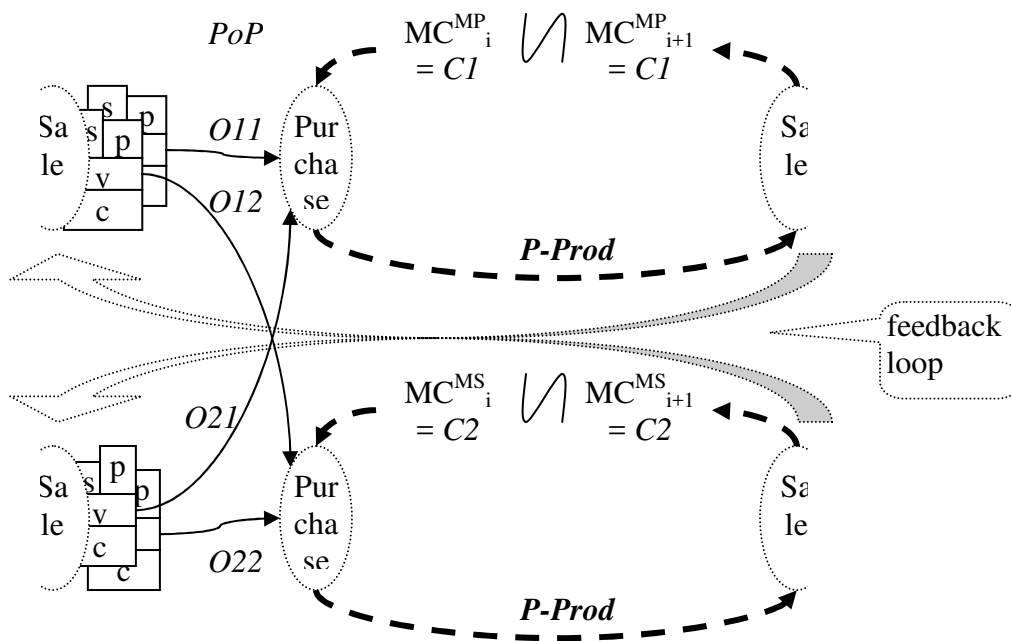 PoP
MC^MP_i
= C1
MC^MP_i+1
= C1
s
p
s
p
v
c
Sa
le
O11
O12
Pur
cha
se
Sa
le
P-Prod
feedback
loop
MC^MS_i
= C2
MC^MS_i+1
= C2
O21
Sa
le
p
s
p
v
c
c
O22
Pur
cha
se
Sa
le
P-Prod